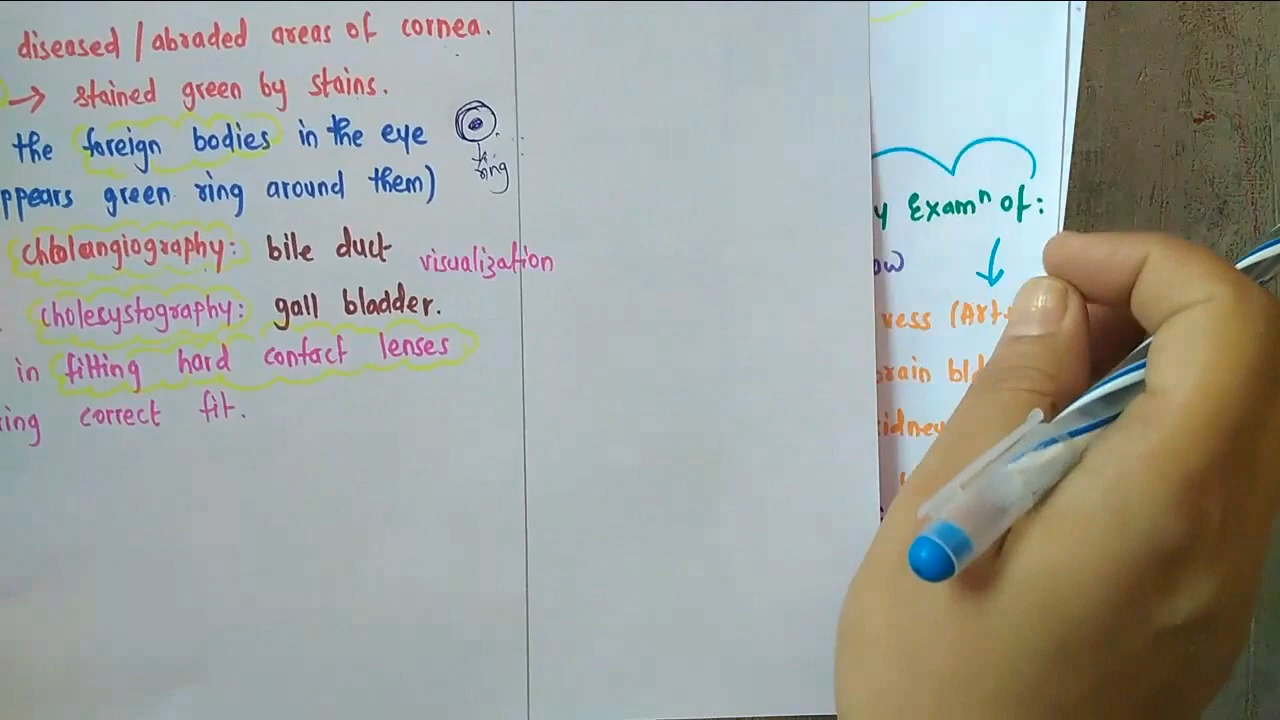 diseased / abraded areas of cornea.
→ stained green by stains.
the foreign bodies in the eye
ring
ppears green ring around them)
cholangiography: bile duct visualization
cholesystography: gall bladder.
in fitting hard contact lenses
ing correct fit.
y Examⁿ of:
ow
vess (Art
rain bld
idney